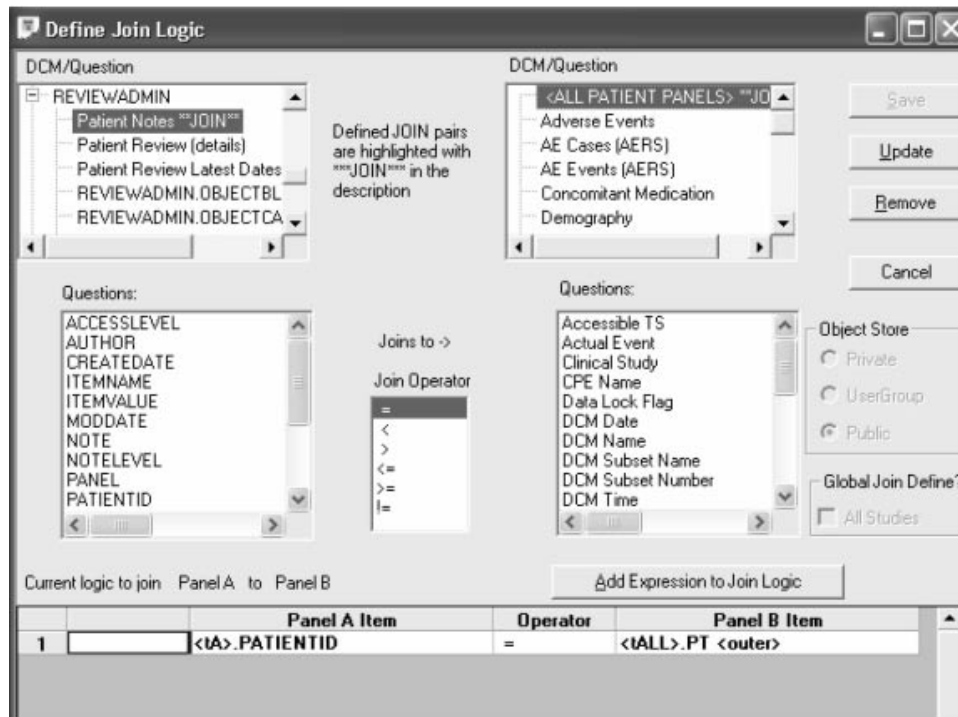 Define Join Logic
DCM/Question
REVIEWADMIN
Patient Notes **JOIN**
Patient Review (details)
Patient Review Latest Dates
REVIEWADMIN.OBJECTBL
REVIEWADMIN.OBJECTCA
Defined JOIN pairs
are highlighted with
***JOIN*** in the
description
DCM/Question
<ALL PATIENT PANELS> **JO
Adverse Events
AE Cases (AERS)
AE Events (AERS)
Concomitant Medication
Demography
Save
Update
Remove
Cancel
Questions:
ACCESSLEVEL
AUTHOR
CREATEDATE
ITEMNAME
ITEMVALUE
MODDATE
NOTE
NOTELEVEL
PANEL
PATIENTID
Joins to ->
Join Operator
=
<
>
<=
>=
!=
Questions:
Accessible TS
Actual Event
Clinical Study
CPE Name
Data Lock Flag
DCM Date
DCM Name
DCM Subset Name
DCM Subset Number
DCM Time
Object Store
Private
UserGroup
Public
Global Join Define?
All Studies
Current logic to join Panel A to Panel B
Add Expression to Join Logic
Panel A Item Operator Panel B Item
1 <tA>.PATIENTID = <tALL>.PT <outer>